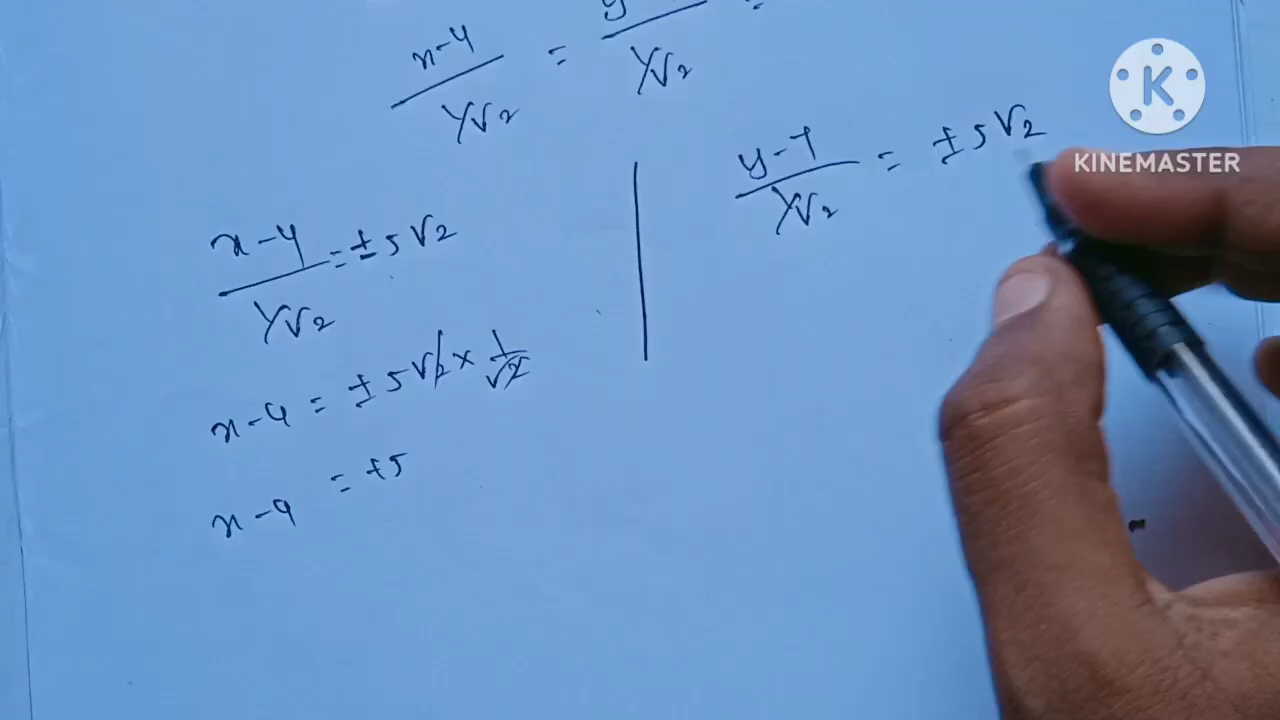 x-4 / 1/√2 = y / 1/√2 =
KINEMASTER
y-7 / 1/√2 = ±5√2
x-4 / 1/√2 = ±5√2
x-4 = ±5√2 × 1/√2
x-4 = ±5